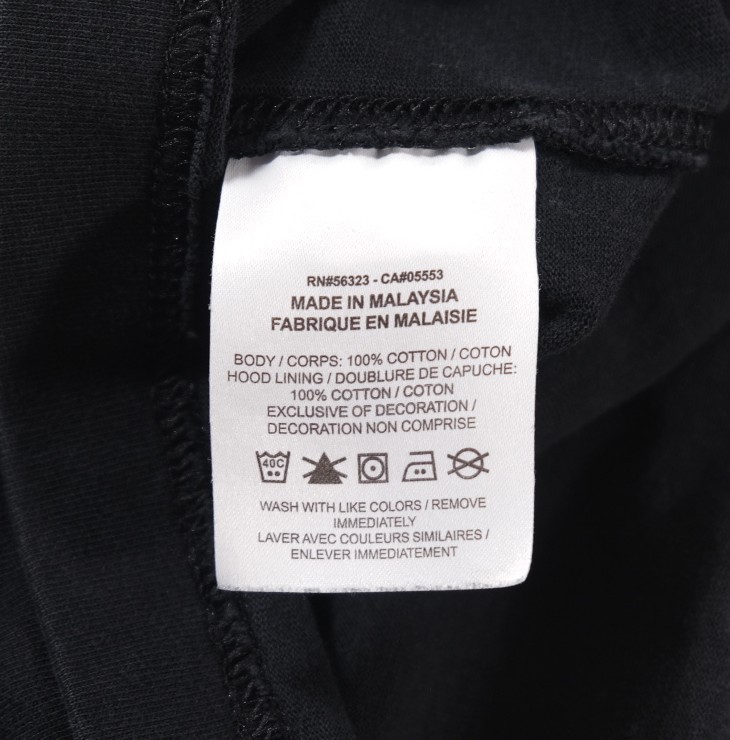 RN#56323 - CA#05553
MADE IN MALAYSIA
FABRIQUE EN MALAISIE
BODY / CORPS: 100% COTTON / COTON
HOOD LINING / DOUBLURE DE CAPUCHE:
100% COTTON / COTON
EXCLUSIVE OF DECORATION /
DECORATION NON COMPRISE
40C
WASH WITH LIKE COLORS / REMOVE
IMMEDIATELY
LAVER AVEC COULEURS SIMILAIRES /
ENLEVER IMMEDIATEMENT